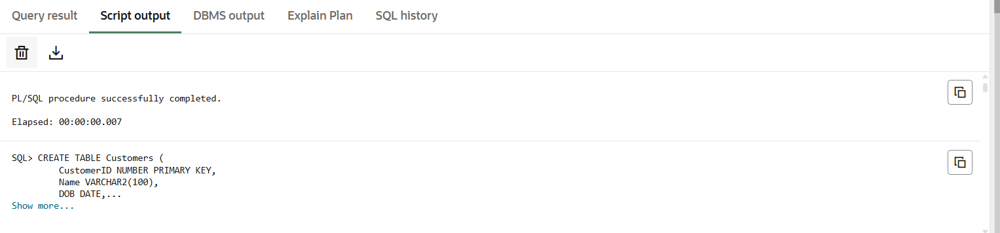 Query result Script output DBMS output Explain Plan SQL history
PL/SQL procedure successfully completed.
Elapsed: 00:00:00.007
SQL> CREATE TABLE Customers (
CustomerID NUMBER PRIMARY KEY,
Name VARCHAR2(100),
DOB DATE,...
Show more...